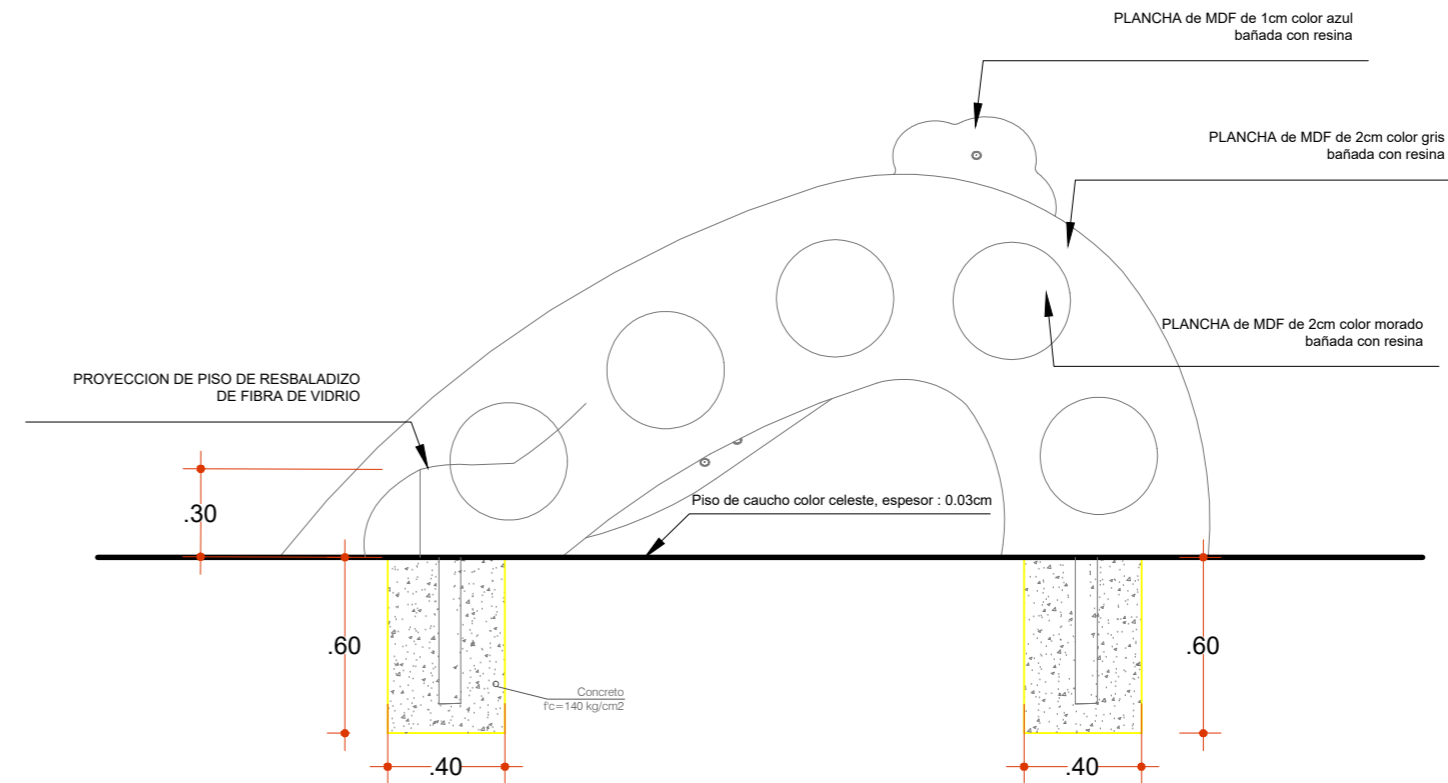 PLANCHA de MDF de 1cm color azul
bañada con resina
PLANCHA de MDF de 2cm color gris
bañada con resina
PLANCHA de MDF de 2cm color morado
bañada con resina
PROYECCION DE PISO DE RESBALADIZO
DE FIBRA DE VIDRIO
Piso de caucho color celeste, espesor : 0.03cm
.30
.60
.60
Concreto
f'c=140 kg/cm2
.40
.40